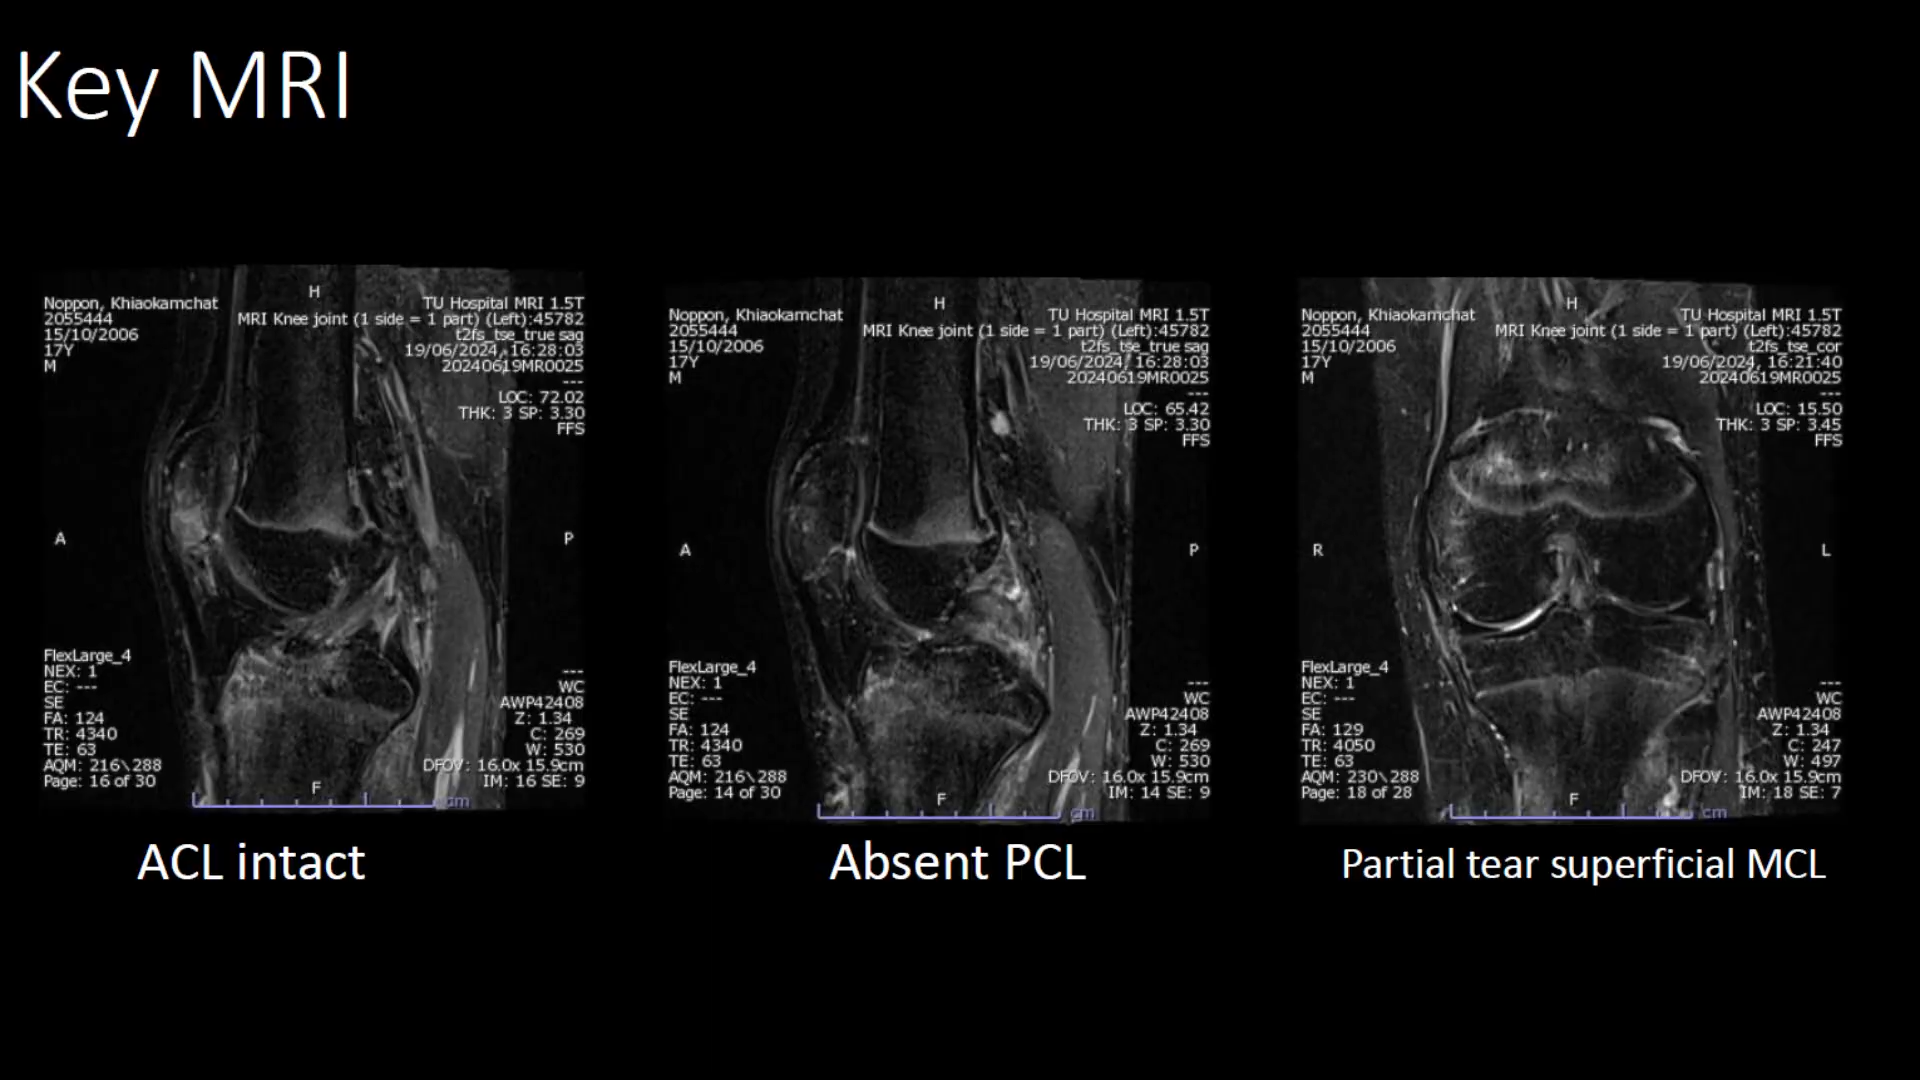 Key MRI
H
Noppon, Khiaokamchat
2055444
15/10/2006
17Y
M
TU Hospital MRI 1.5T
MRI Knee joint (1 side = 1 part) (Left):45782
t2fs_tse_true sag
19/06/2024, 16:28:03
20240619MR0025
---
LOC: 72.02
THK: 3 SP: 3.30
FFS
A
P
FlexLarge_4
NEX: 1
EC: ---
SE
FA: 124
TR: 4340
TE: 63
AQM: 216\288
Page: 16 of 30
---
WC
AWP42408
Z: 1.34
C: 269
W: 530
DFOV: 16.0x 15.9cm
IM: 16 SE: 9
F
cm
ACL intact
H
Noppon, Khiaokamchat
2055444
15/10/2006
17Y
M
TU Hospital MRI 1.5T
MRI Knee joint (1 side = 1 part) (Left):45782
t2fs_tse_true sag
19/06/2024, 16:28:03
20240619MR0025
---
LOC: 65.42
THK: 3 SP: 3.30
FFS
A
P
FlexLarge_4
NEX: 1
EC: ---
SE
FA: 124
TR: 4340
TE: 63
AQM: 216\288
Page: 14 of 30
---
WC
AWP42408
Z: 1.34
C: 269
W: 530
DFOV: 16.0x 15.9cm
IM: 14 SE: 9
F
cm
Absent PCL
H
Noppon, Khiaokamchat
2055444
15/10/2006
17Y
M
TU Hospital MRI 1.5T
MRI Knee joint (1 side = 1 part) (Left):45782
t2fs_tse_cor
19/06/2024, 16:21:40
20240619MR0025
---
LOC: 15.50
THK: 3 SP: 3.45
FFS
R
L
FlexLarge_4
NEX: 1
EC: ---
SE
FA: 129
TR: 4050
TE: 63
AQM: 230\288
Page: 18 of 28
---
WC
AWP42408
Z: 1.34
C: 247
W: 497
DFOV: 16.0x 15.9cm
IM: 18 SE: 7
F
cm
Partial tear superficial MCL